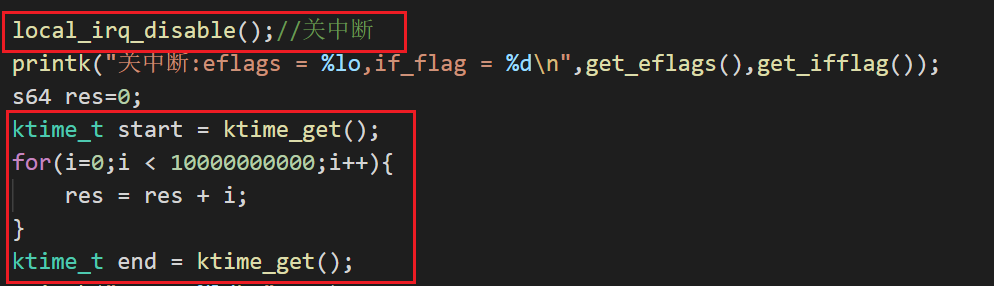 local_irq_disable();//关中断
printk("关中断:eflags = %lo,if_flag = %d\n",get_eflags(),get_ifflag());
s64 res=0;
ktime_t start = ktime_get();
for(i=0;i < 10000000000;i++){
res = res + i;
}
ktime_t end = ktime_get();